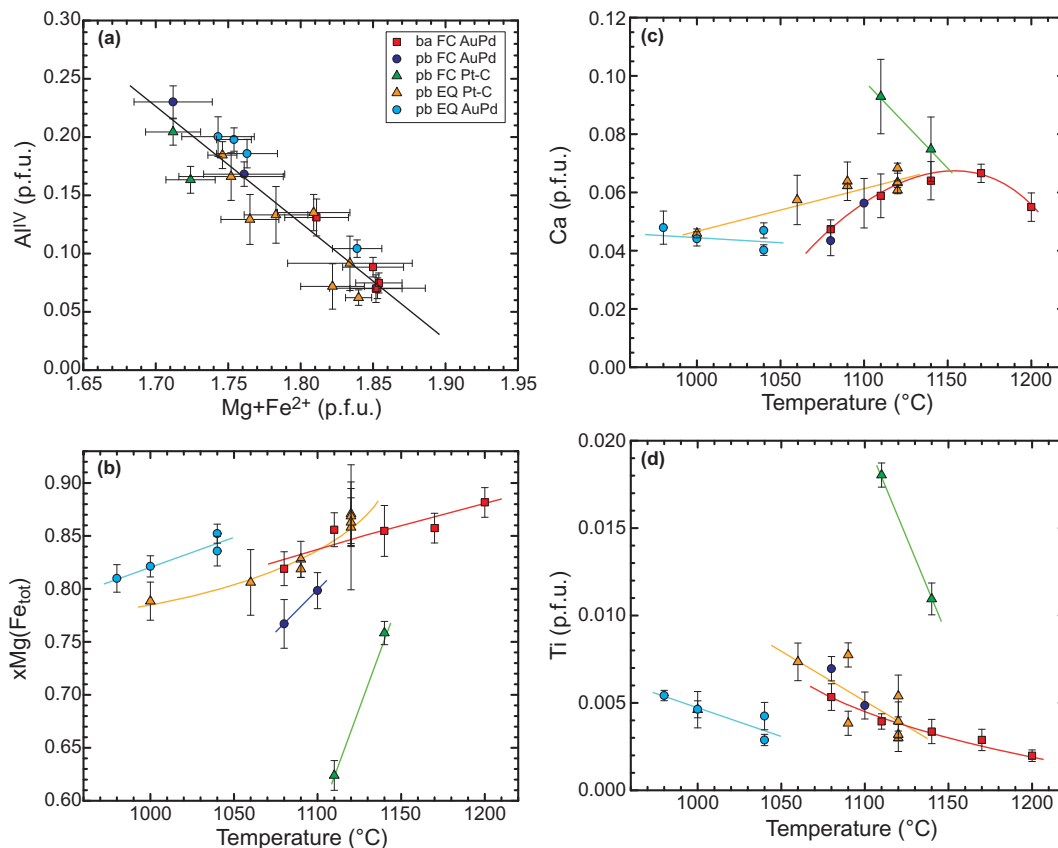 (a)
ba FC AuPd
pb FC AuPd
pb FC Pt-C
pb EQ Pt-C
pb EQ AuPd
0.30
0.25
0.20
0.15
0.10
0.05
0.00
Al^IV (p.f.u.)
1.65 1.70 1.75 1.80 1.85 1.90 1.95
Mg+Fe²⁺ (p.f.u.)
(c)
0.12
0.10
0.08
0.06
0.04
0.02
0.00
Ca (p.f.u.)
1000 1050 1100 1150 1200
Temperature (°C)
(b)
0.90
0.85
0.80
0.75
0.70
0.65
0.60
xMg(Fe_tot)
1000 1050 1100 1150 1200
Temperature (°C)
(d)
0.020
0.015
0.010
0.005
0.000
Ti (p.f.u.)
1000 1050 1100 1150 1200
Temperature (°C)